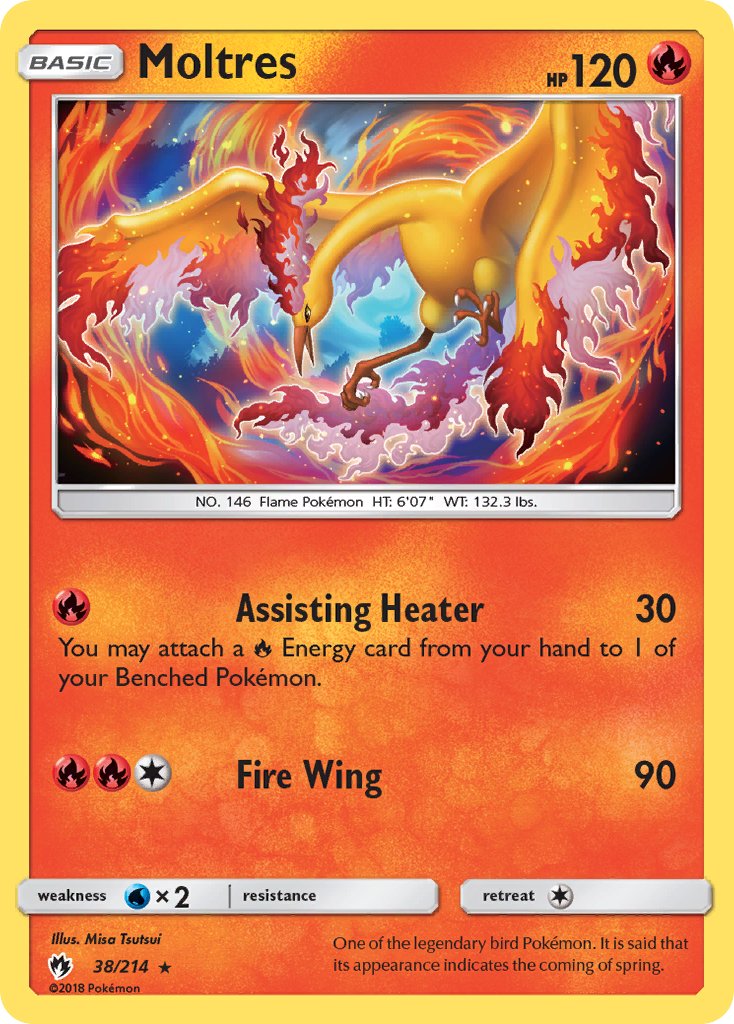 BASIC Moltres HP 120
NO. 146 Flame Pokémon HT: 6'07" WT: 132.3 lbs.
Assisting Heater 30
You may attach a Energy card from your hand to 1 of
your Benched Pokémon.
Fire Wing 90
weakness × 2 resistance retreat
Illus. Misa Tsutsui
38/214 ★
©2018 Pokémon
One of the legendary bird Pokémon. It is said that
its appearance indicates the coming of spring.